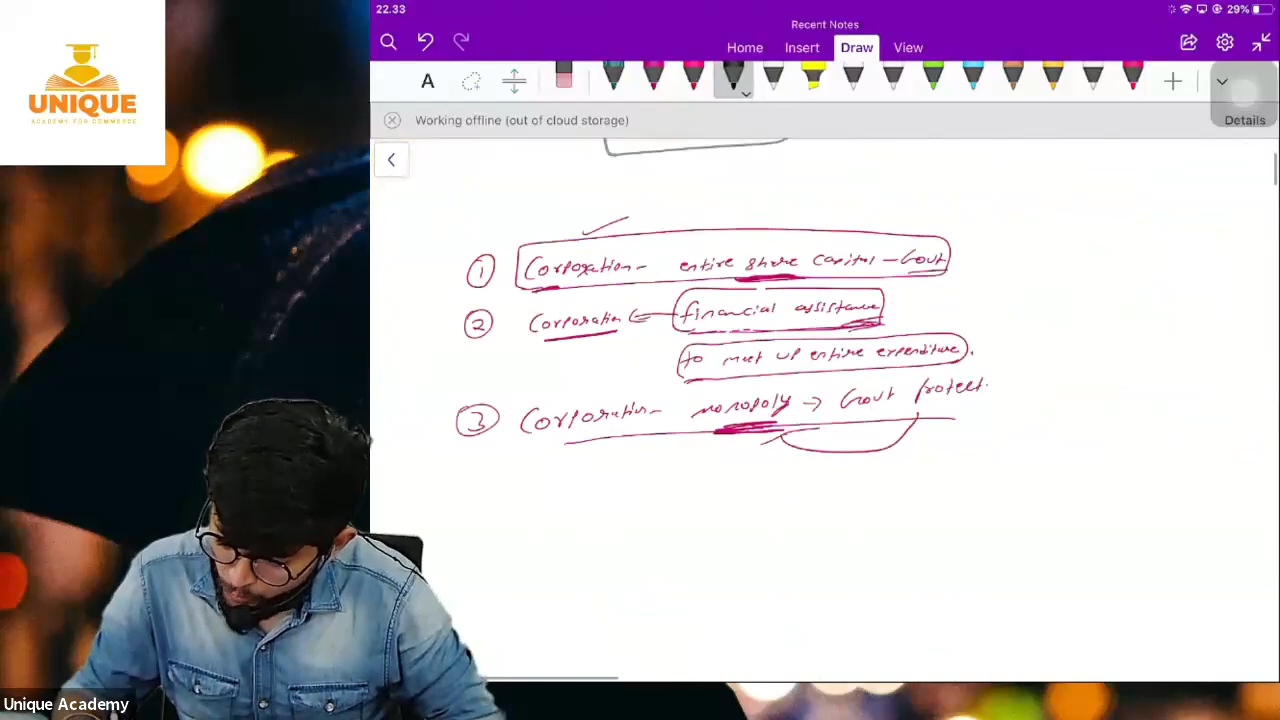 22.33
29%
Recent Notes
Home Insert Draw View
UNIQUE
ACADEMY FOR COMMERCE
A
Working offline (out of cloud storage)
Details
① Corporation - entire share capital - Govt
② Corporation ← financial assistance
to meet up entire expenditure.
③ Corporation - monopoly → Govt protect.
Unique Academy